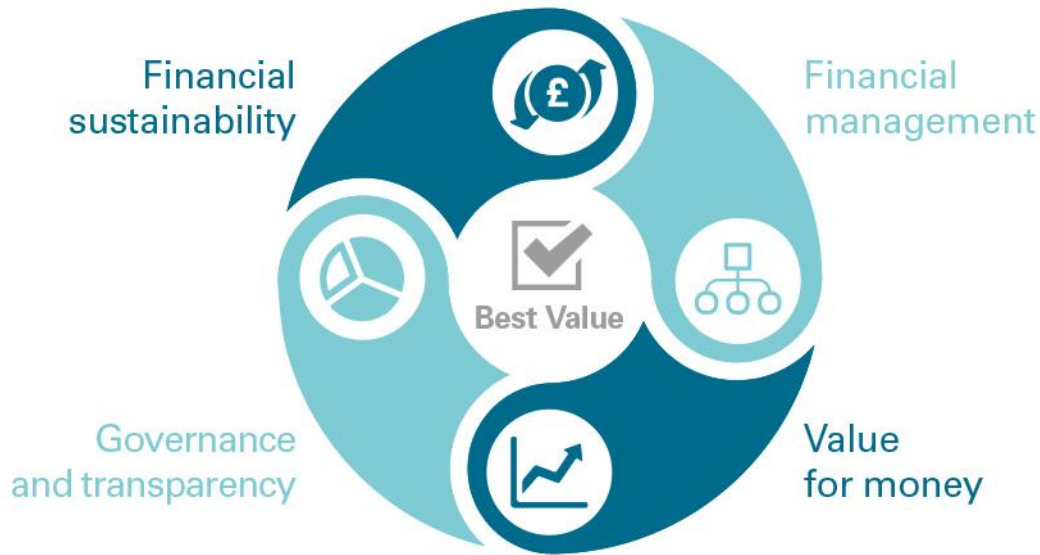 Financial
sustainability
Financial
management
£
Best Value
Governance
and transparency
Value
for money